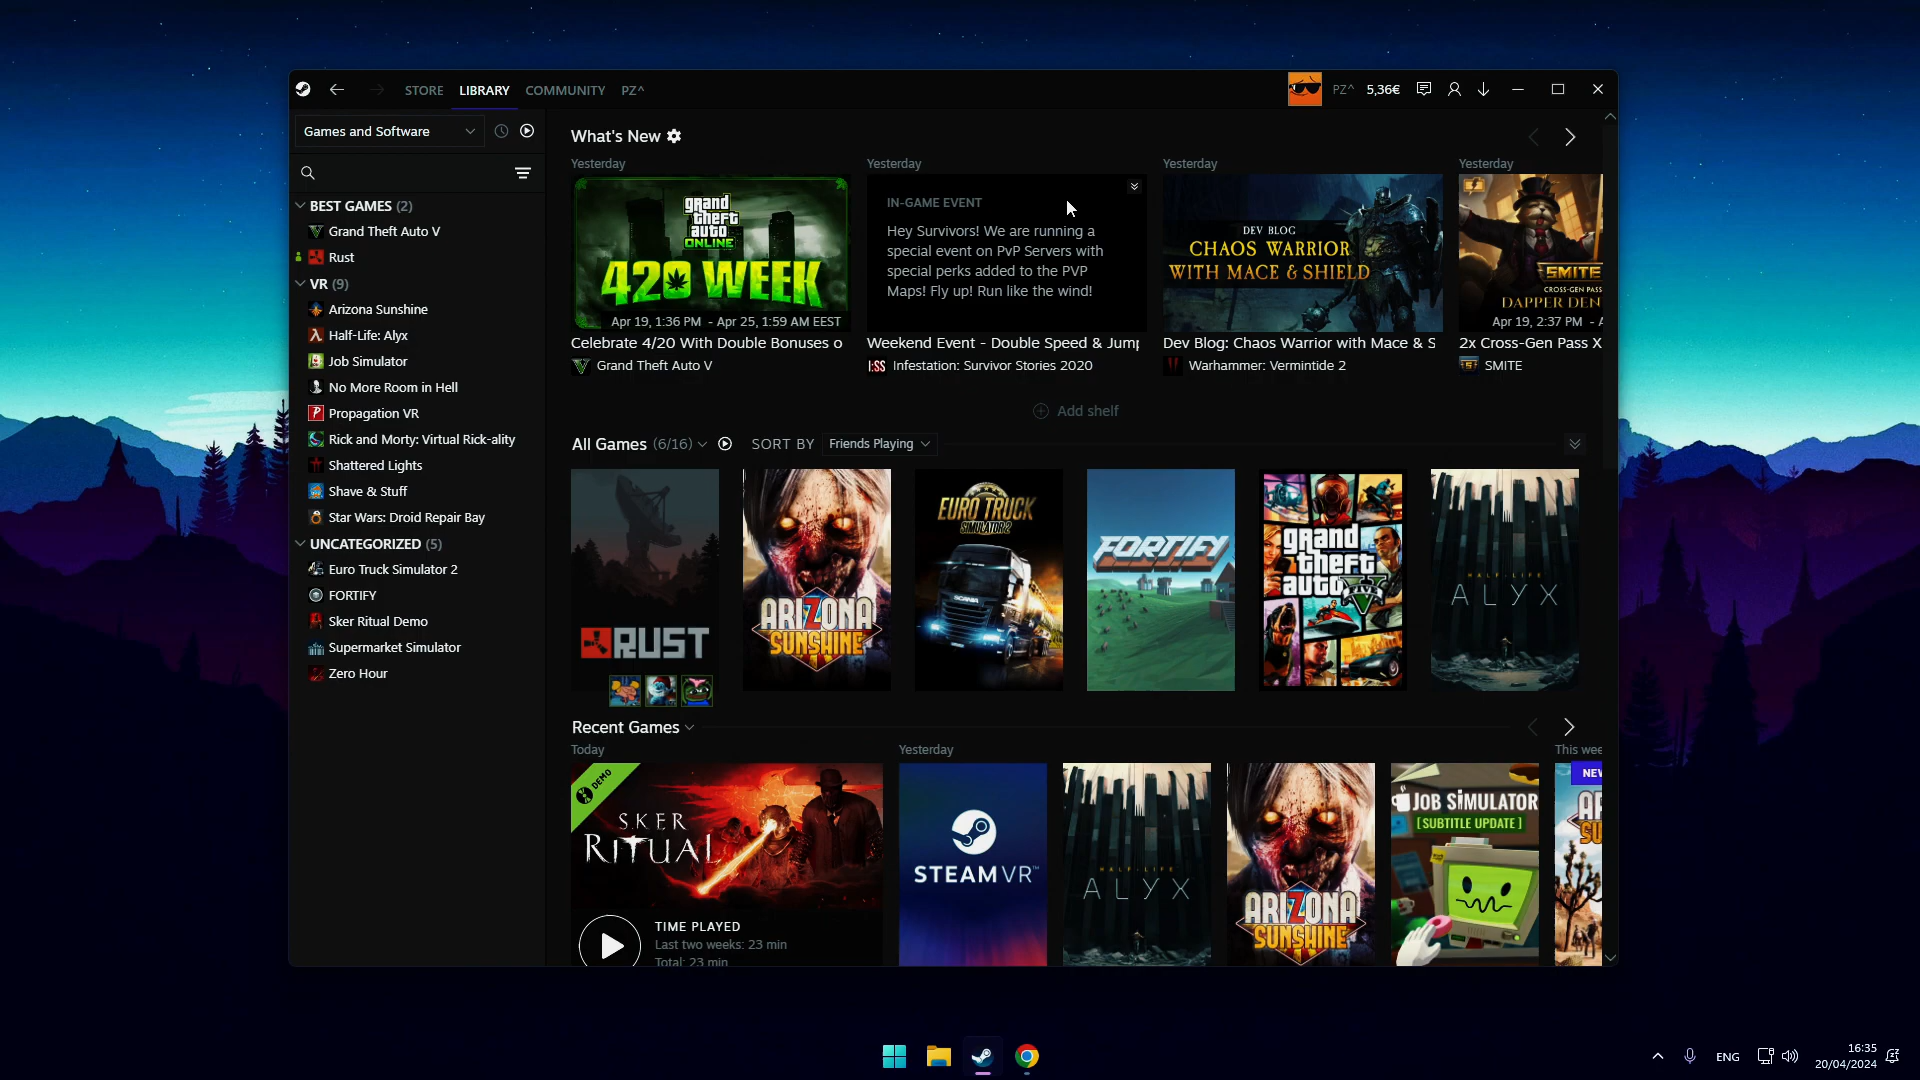 STORE LIBRARY COMMUNITY PZ^
PZ^ 5,36€
Games and Software
What's New
BEST GAMES (2)
Grand Theft Auto V
Rust
VR (9)
Arizona Sunshine
Half-Life: Alyx
Job Simulator
No More Room in Hell
Propagation VR
Rick and Morty: Virtual Rick-ality
Shattered Lights
Shave & Stuff
Star Wars: Droid Repair Bay
UNCATEGORIZED (5)
Euro Truck Simulator 2
FORTIFY
Sker Ritual Demo
Supermarket Simulator
Zero Hour
Yesterday
grand
theft
auto
ONLINE
420 WEEK
Apr 19, 1:36 PM - Apr 25, 1:59 AM EEST
Celebrate 4/20 With Double Bonuses o
Grand Theft Auto V
Yesterday
IN-GAME EVENT
Hey Survivors! We are running a
special event on PvP Servers with
special perks added to the PVP
Maps! Fly up! Run like the wind!
Weekend Event - Double Speed & Jump
I:SS Infestation: Survivor Stories 2020
Yesterday
DEV BLOG
CHAOS WARRIOR
WITH MACE & SHIELD
Dev Blog: Chaos Warrior with Mace & S
Warhammer: Vermintide 2
Yesterday
SMITE
CROSS-GEN PASS
DAPPER DEN
Apr 19, 2:37 PM - A
2x Cross-Gen Pass X
SMITE
Add shelf
All Games (6/16) SORT BY Friends Playing
RUST
ARIZONA
SUNSHINE
EURO TRUCK
SIMULATOR 2
SCANIA
FORTIFY
grand
theft
auto
FIVE
HALF-LIFE
ALYX
Recent Games
Today
DEMO
SKER
RITUAL
TIME PLAYED
Last two weeks: 23 min
Total: 23 min
Yesterday
STEAMVR™
HALF-LIFE
ALYX
ARIZONA
SUNSHINE
JOB SIMULATOR
[SUBTITLE UPDATE]
This wee
NEW
AR
SU
ENG
16:35
20/04/2024